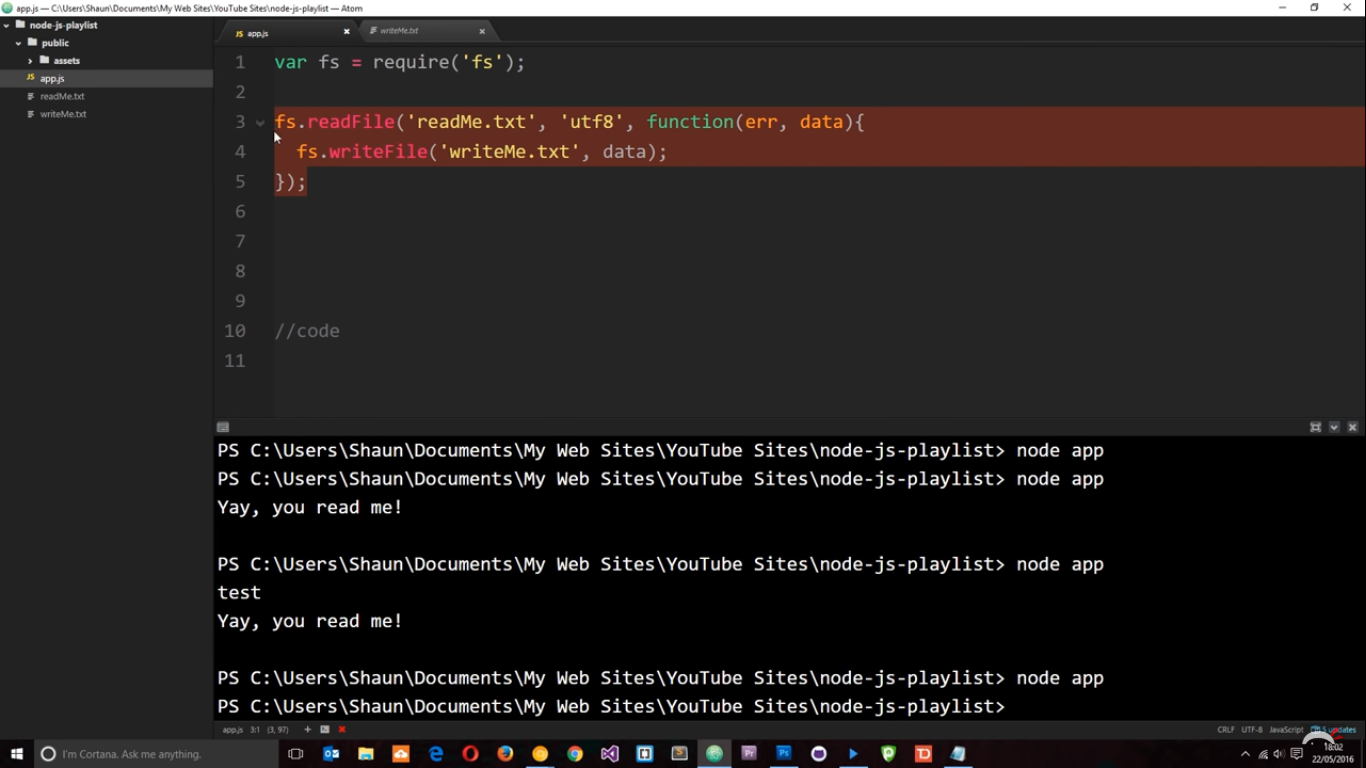 app.js — C:\Users\Shaun\Documents\My Web Sites\YouTube Sites\node-js-playlist — Atom
node-js-playlist
public
assets
JS app.js
readMe.txt
writeMe.txt
JS app.js
writeMe.txt
1 var fs = require('fs');
2
3 fs.readFile('readMe.txt', 'utf8', function(err, data){
4 fs.writeFile('writeMe.txt', data);
5 });
6
7
8
9
10 //code
11
PS C:\Users\Shaun\Documents\My Web Sites\YouTube Sites\node-js-playlist> node app
PS C:\Users\Shaun\Documents\My Web Sites\YouTube Sites\node-js-playlist> node app
Yay, you read me!
PS C:\Users\Shaun\Documents\My Web Sites\YouTube Sites\node-js-playlist> node app
test
Yay, you read me!
PS C:\Users\Shaun\Documents\My Web Sites\YouTube Sites\node-js-playlist> node app
PS C:\Users\Shaun\Documents\My Web Sites\YouTube Sites\node-js-playlist>
app.js 3:1 (3, 97) CRLF UTF-8 JavaScript 5 updates
I'm Cortana. Ask me anything.
18:02
22/05/2016